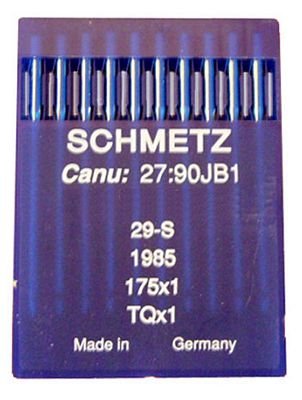 SCHMETZ
Canu: 27:90JB1
29-S
1985
175x1
TQx1
Made in Germany